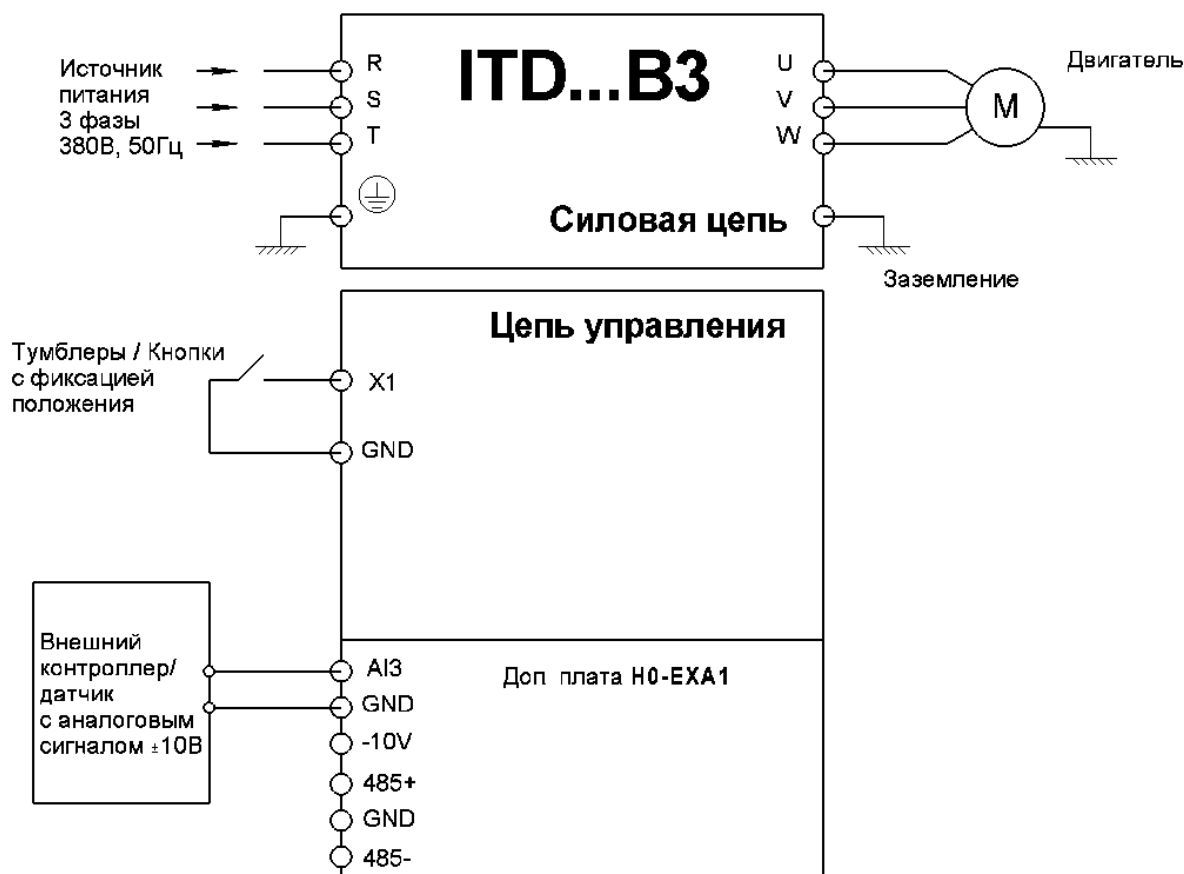 ITD...B3
Источник
питания
3 фазы
380В, 50Гц
R
S
T
U
V
W
M
Двигатель
Силовая цепь
Заземление
Цепь управления
Тумблеры / Кнопки
с фиксацией
положения
X1
GND
Внешний
контроллер/
датчик
с аналоговым
сигналом ±10В
AI3
GND
-10V
485+
GND
485-
Доп плата H0-EXA1